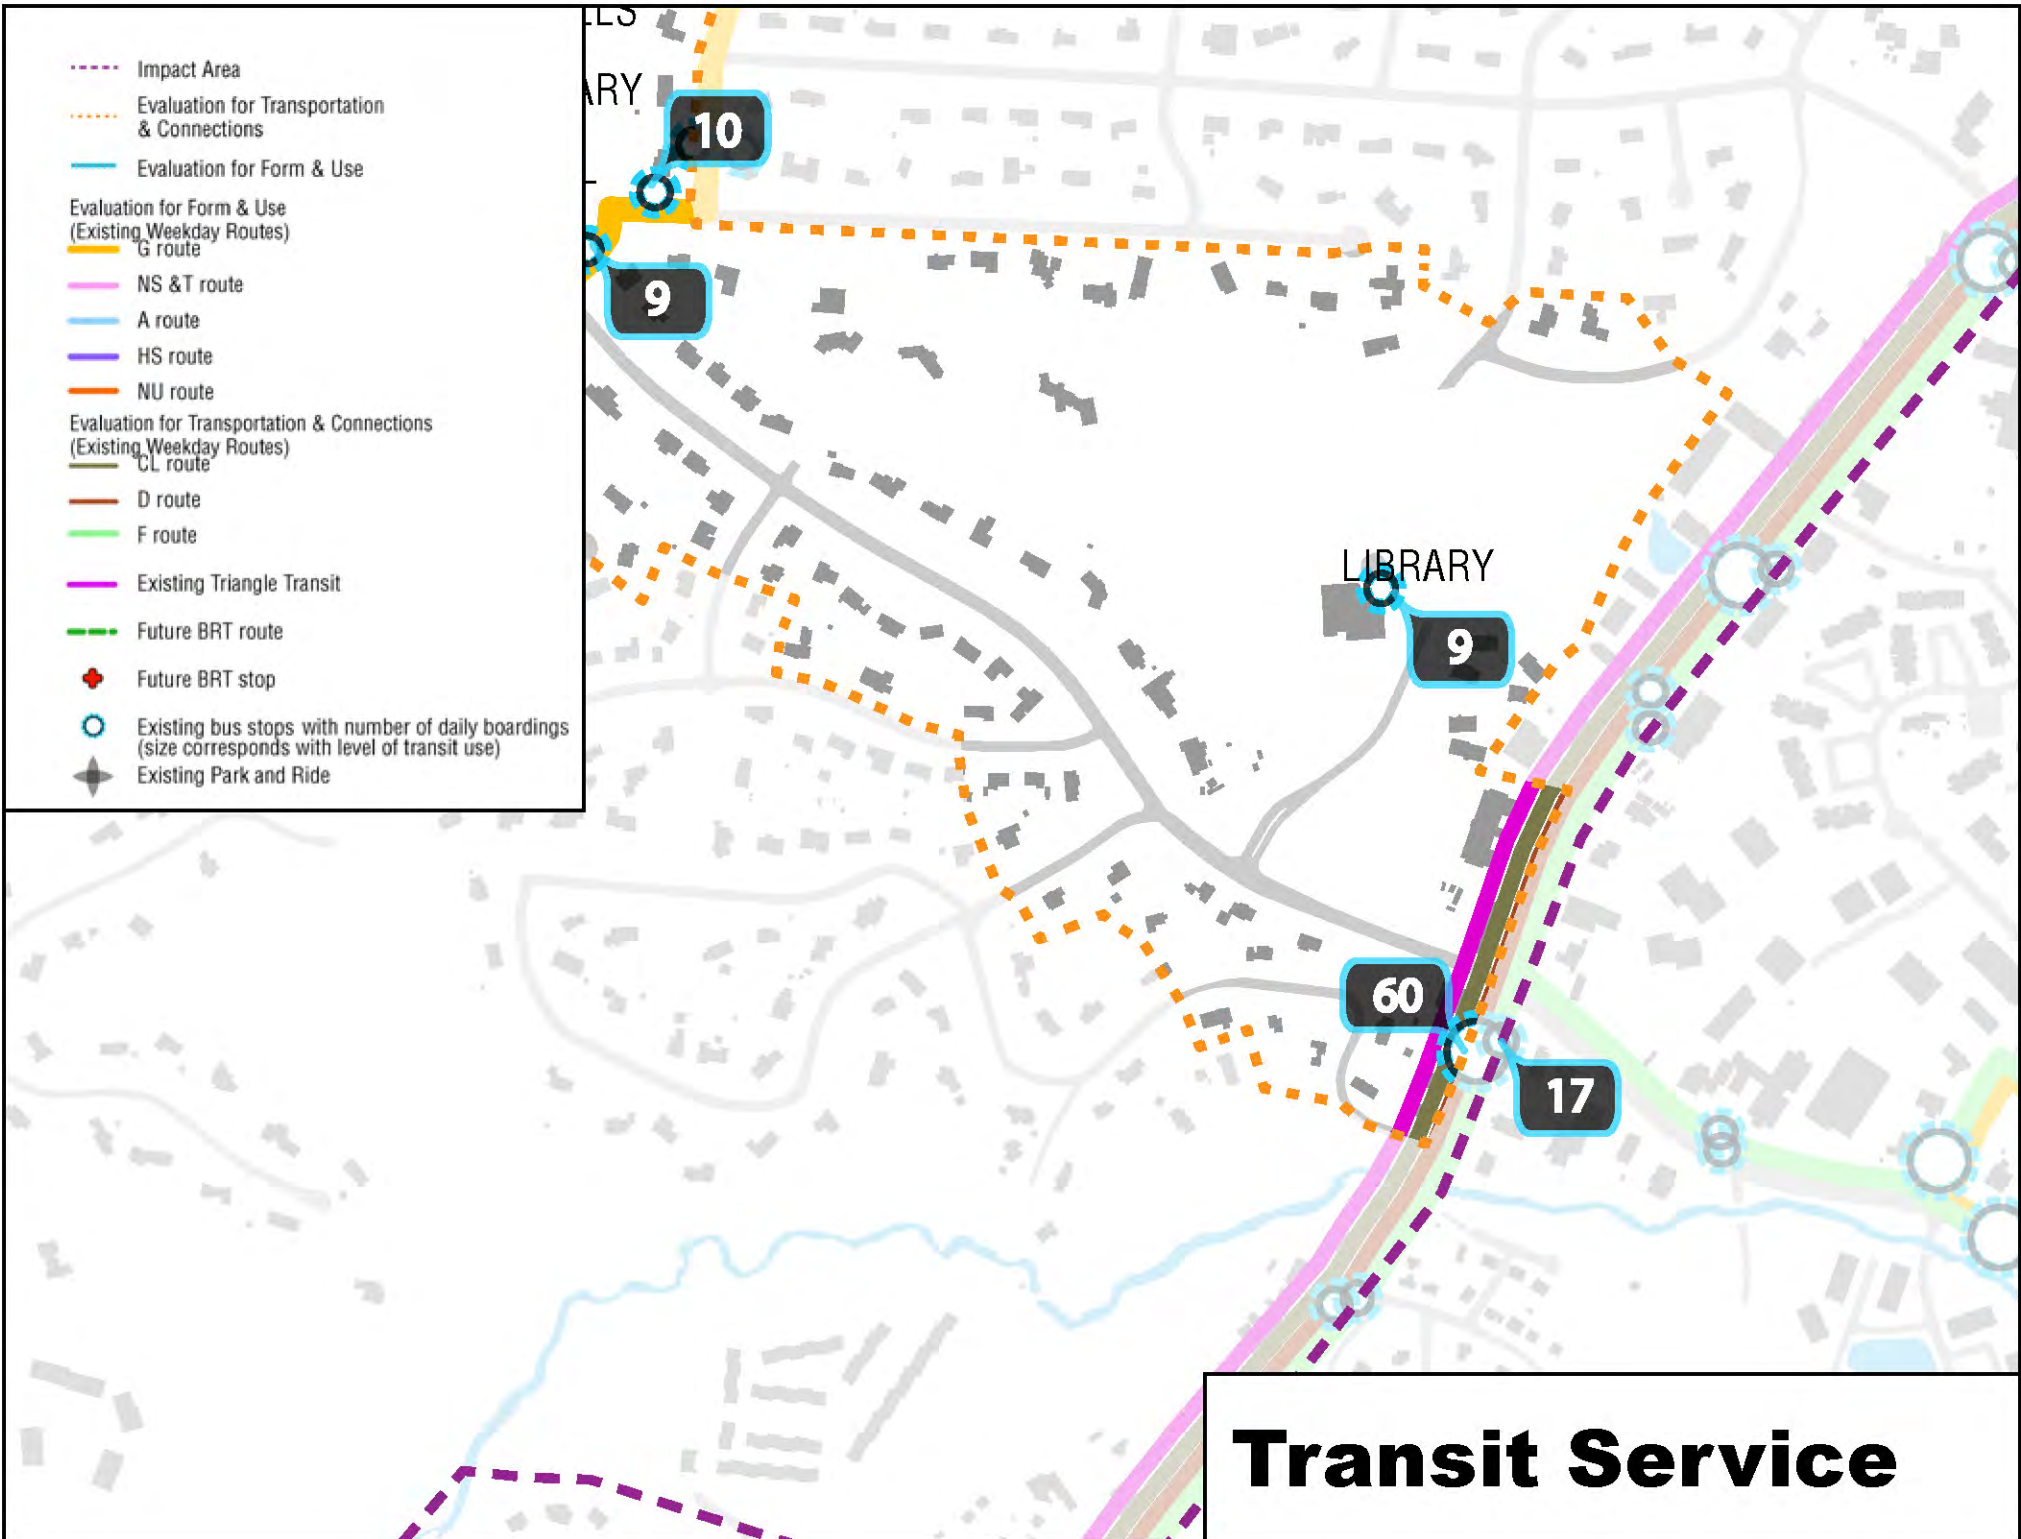 Impact Area
Evaluation for Transportation
& Connections
Evaluation for Form & Use
Evaluation for Form & Use
(Existing Weekday Routes)
G route
NS &T route
A route
HS route
NU route
Evaluation for Transportation & Connections
(Existing Weekday Routes)
CL route
D route
F route
Existing Triangle Transit
Future BRT route
Future BRT stop
Existing bus stops with number of daily boardings
(size corresponds with level of transit use)
Existing Park and Ride
ARY
10
9
LIBRARY
9
60
17
Transit Service